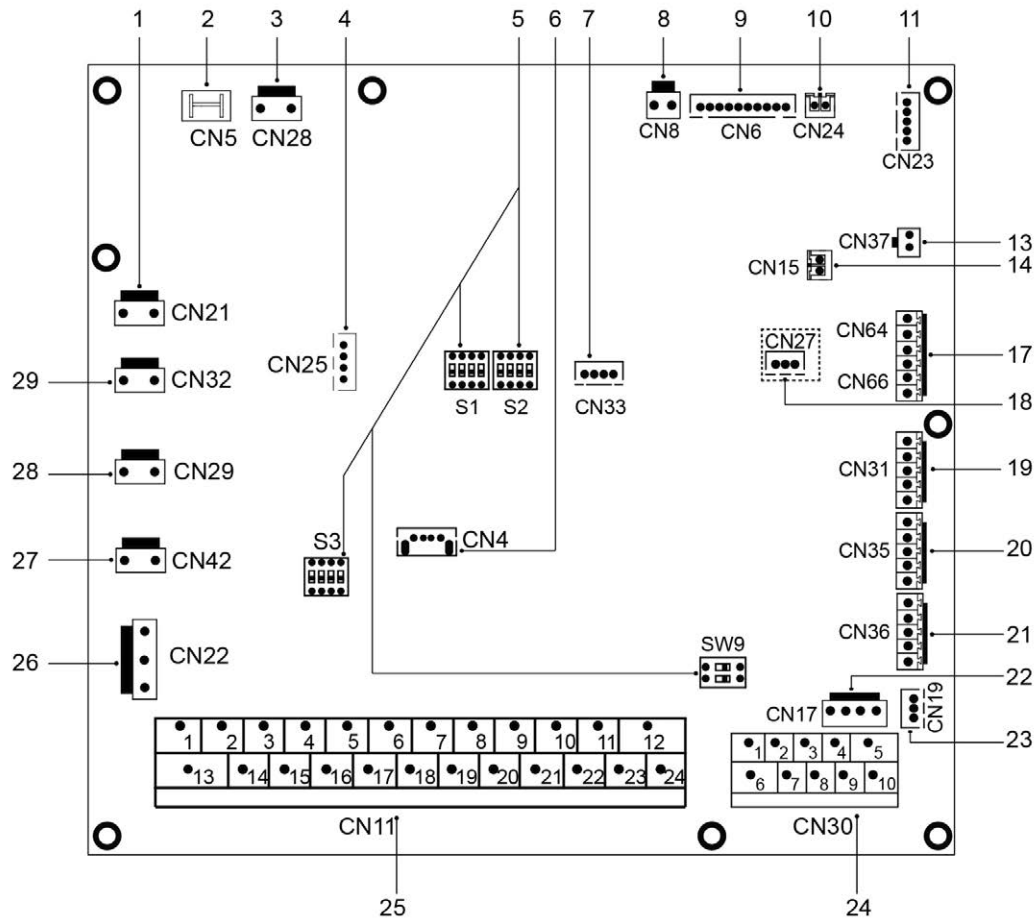 1 2 3 4 5 6 7 8 9 10 11
CN5 CN28 CN8 CN6 CN24
CN23
CN37 13
CN15 14
CN21
CN64
CN27 17
CN25
29 CN32 CN66
S1 S2 CN33 18
28 CN29 CN31 19
S3 CN4
27 CN42 CN35 20
CN36 21
26 CN22 SW9
22
CN17 CN19
23
1 2 3 4 5 6 7 8 9 10 11 12
13 14 15 16 17 18 19 20 21 22 23 24
1 2 3 4 5
6 7 8 9 10
CN11 CN30
25 24